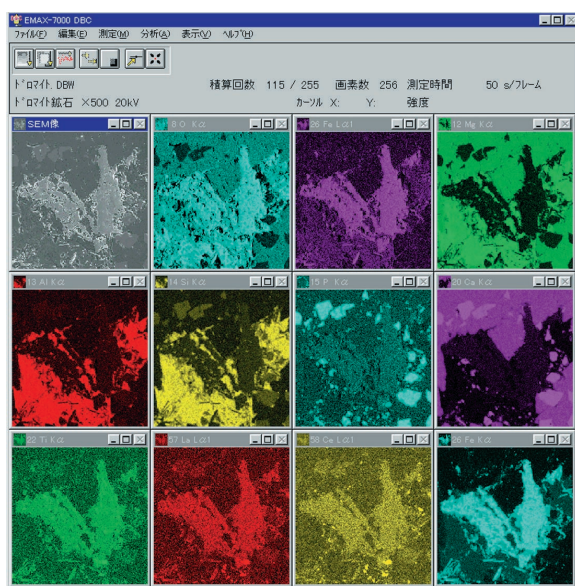 EMAX-7000 DBC
ファイル(F) 編集(E) 測定(M) 分析(A) 表示(V) ヘルプ(H)
ドロマイト.DBW 積算回数 115 / 255 画素数 256 測定時間 50 s/フレーム
ドロマイト鉱石 ×500 20kV カーソル X: Y: 強度
SEM像 8 O Kα 26 Fe Lα1 12 Mg Kα
13 Al Kα 14 Si Kα 15 P Kα 20 Ca Kα
22 Ti Kα 57 La Lα1 58 Ce Lα1 26 Fe Kα